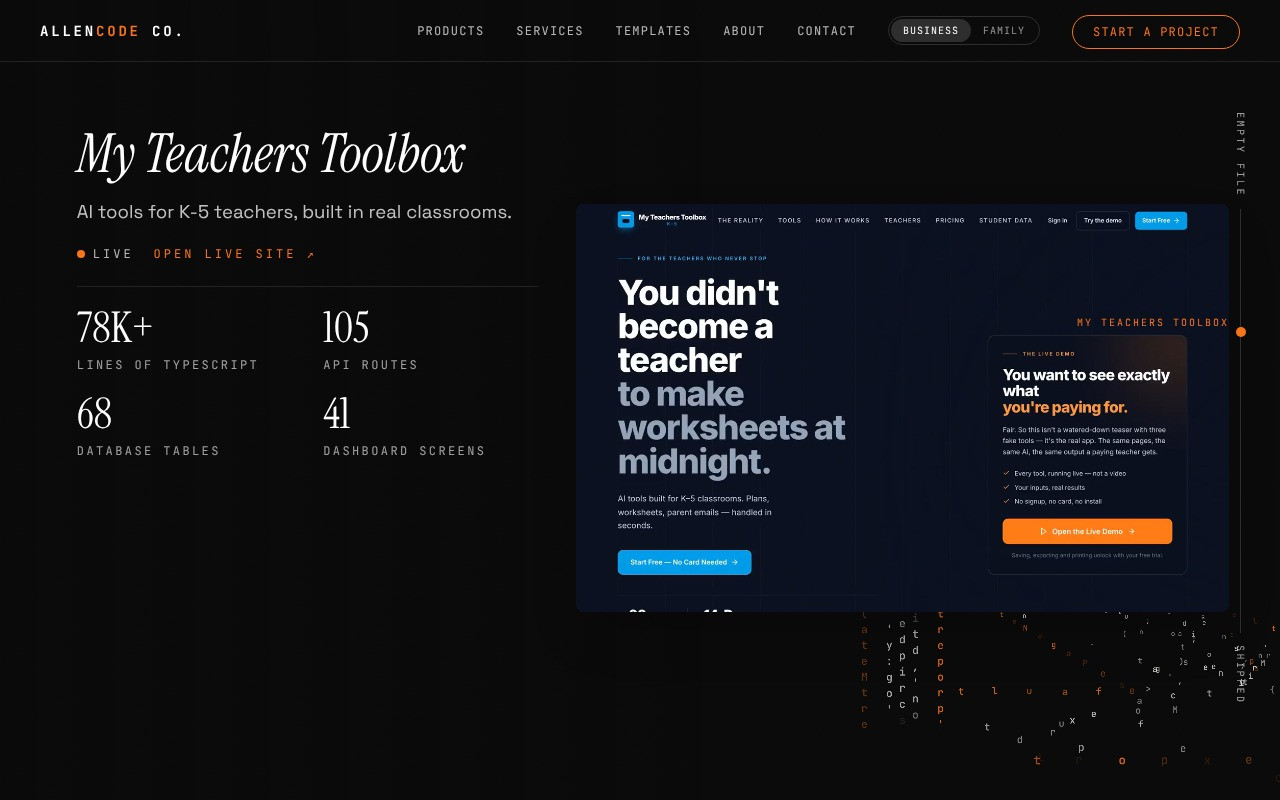 ALLENCODE CO.
PRODUCTS
SERVICES
TEMPLATES
ABOUT
CONTACT
BUSINESS
FAMILY
START A PROJECT
My Teachers Toolbox
AI tools for K-5 teachers, built in real classrooms.
LIVE OPEN LIVE SITE ↗
78K+
LINES OF TYPESCRIPT
105
API ROUTES
68
DATABASE TABLES
41
DASHBOARD SCREENS
My Teachers Toolbox
K-5
THE REALITY
TOOLS
HOW IT WORKS
TEACHERS
PRICING
STUDENT DATA
Sign in
Try the demo
Start Free →
FOR THE TEACHERS WHO NEVER STOP
You didn't
become a
teacher
to make
worksheets at
midnight.
AI tools built for K–5 classrooms. Plans,
worksheets, parent emails — handled in
seconds.
Start Free — No Card Needed →
MY TEACHERS TOOLBOX
THE LIVE DEMO
You want to see exactly
what
you're paying for.
Fair. So this isn't a watered-down teaser with three
fake tools — it's the real app. The same pages, the
same AI, the same output a paying teacher gets.
✓ Every tool, running live — not a video
✓ Your inputs, real results
✓ No signup, no card, no install
Open the Live Demo →
Saving, exporting and printing unlock with your free trial.
EMPTY FILE
SHIPPED